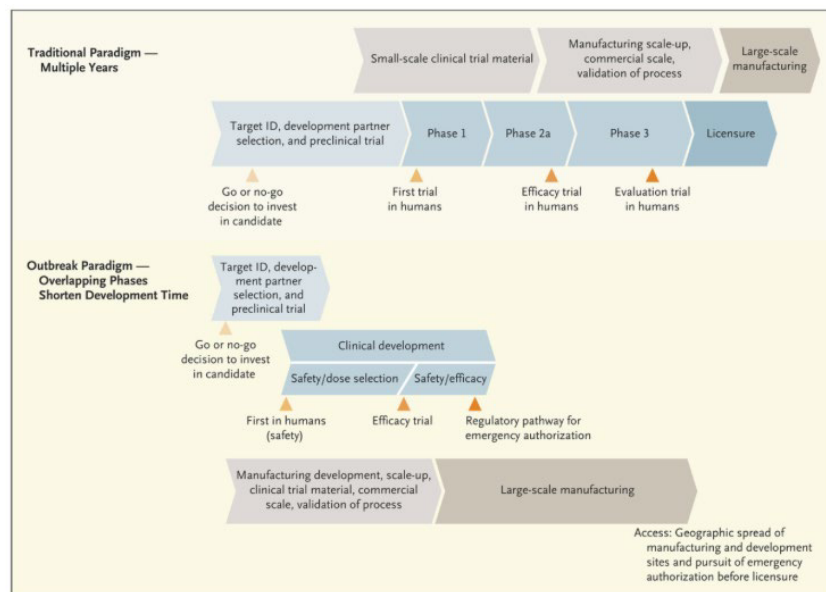 Traditional Paradigm —
Multiple Years
Small-scale clinical trial material
Manufacturing scale-up,
commercial scale,
validation of process
Large-scale
manufacturing
Target ID, development partner
selection, and preclinical trial
Phase 1
Phase 2a
Phase 3
Licensure
Go or no-go
decision to invest
in candidate
First trial
in humans
Efficacy trial
in humans
Evaluation trial
in humans
Outbreak Paradigm —
Overlapping Phases
Shorten Development Time
Target ID, develop-
ment partner
selection, and
preclinical trial
Go or no-go
decision to invest
in candidate
Clinical development
Safety/dose selection
Safety/efficacy
First in humans
(safety)
Efficacy trial
Regulatory pathway for
emergency authorization
Manufacturing development, scale-up,
clinical trial material, commercial
scale, validation of process
Large-scale manufacturing
Access: Geographic spread of
manufacturing and development
sites and pursuit of emergency
authorization before licensure